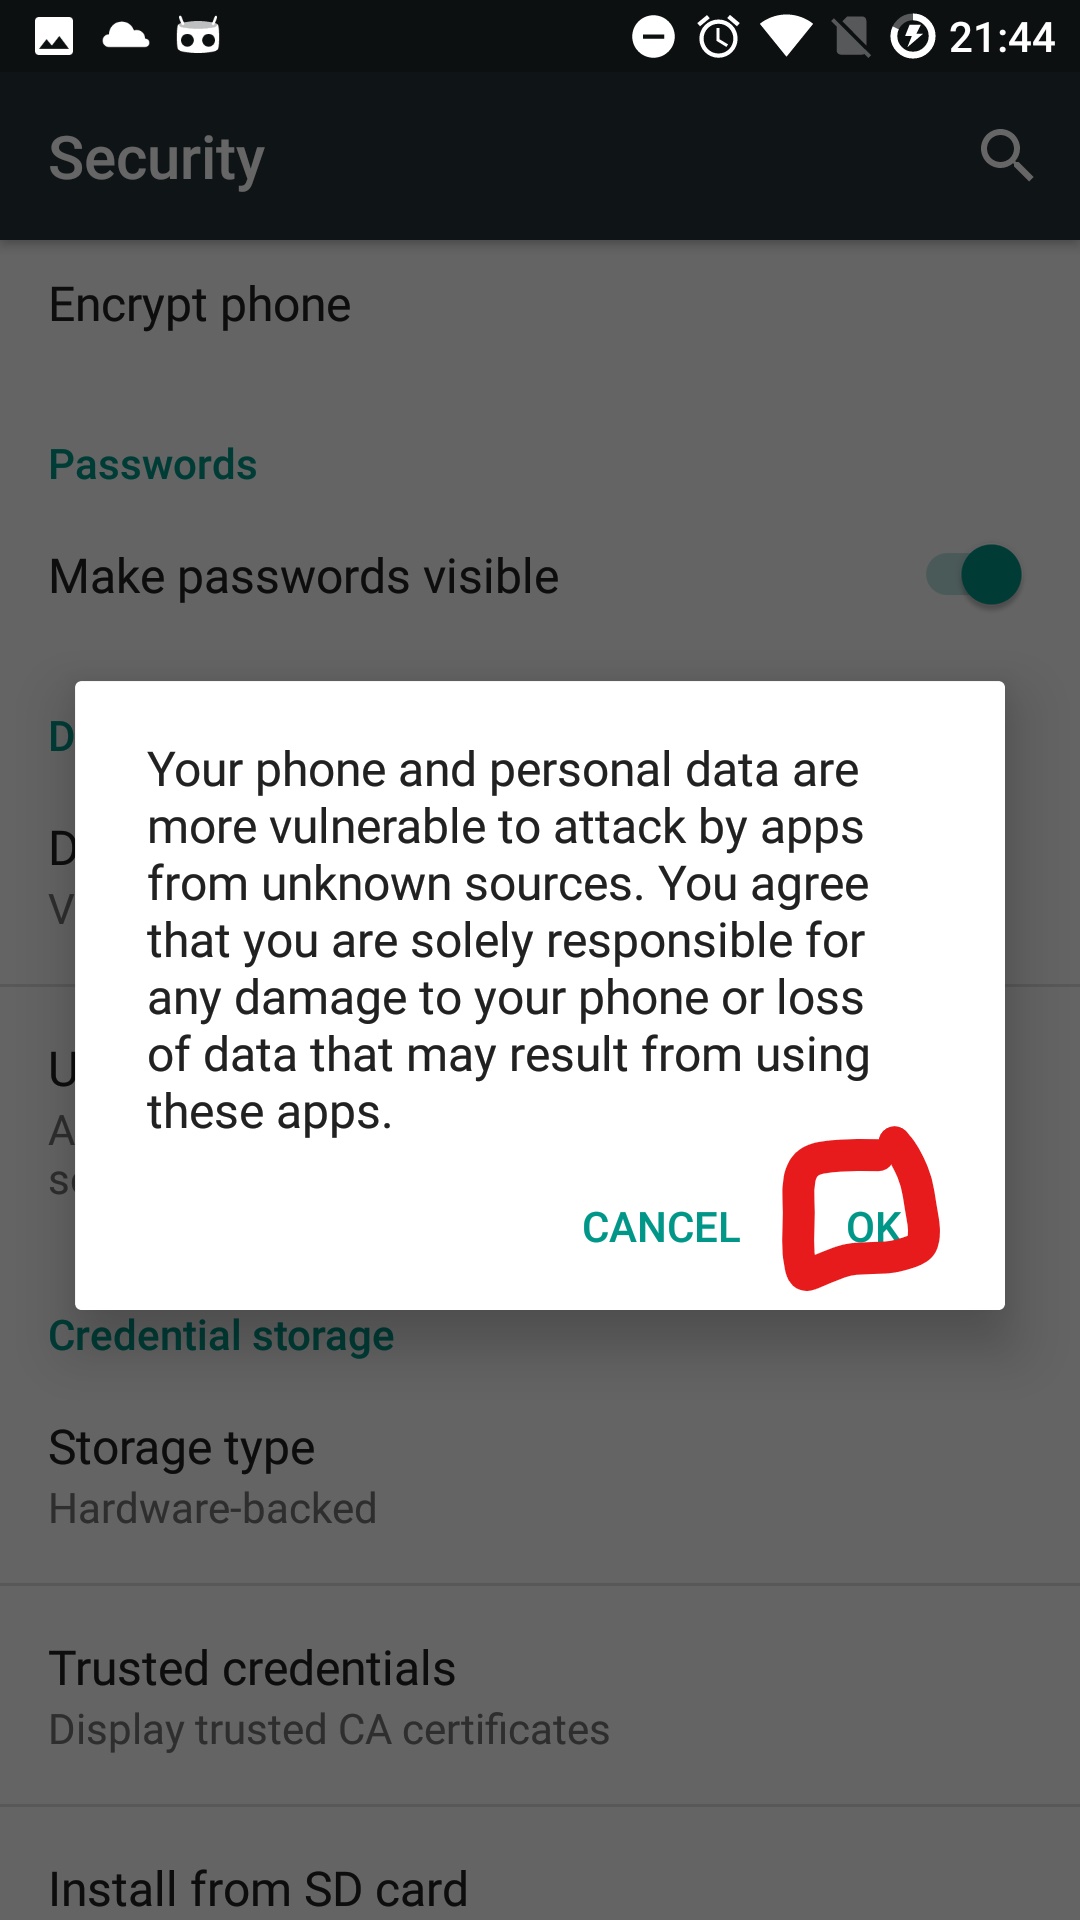 21:44
Security
Encrypt phone
Passwords
Make passwords visible
D
D
V
Your phone and personal data are
more vulnerable to attack by apps
from unknown sources. You agree
that you are solely responsible for
any damage to your phone or loss
of data that may result from using
these apps.
U
A
CANCEL
OK
Credential storage
Storage type
Hardware-backed
Trusted credentials
Display trusted CA certificates
Install from SD card